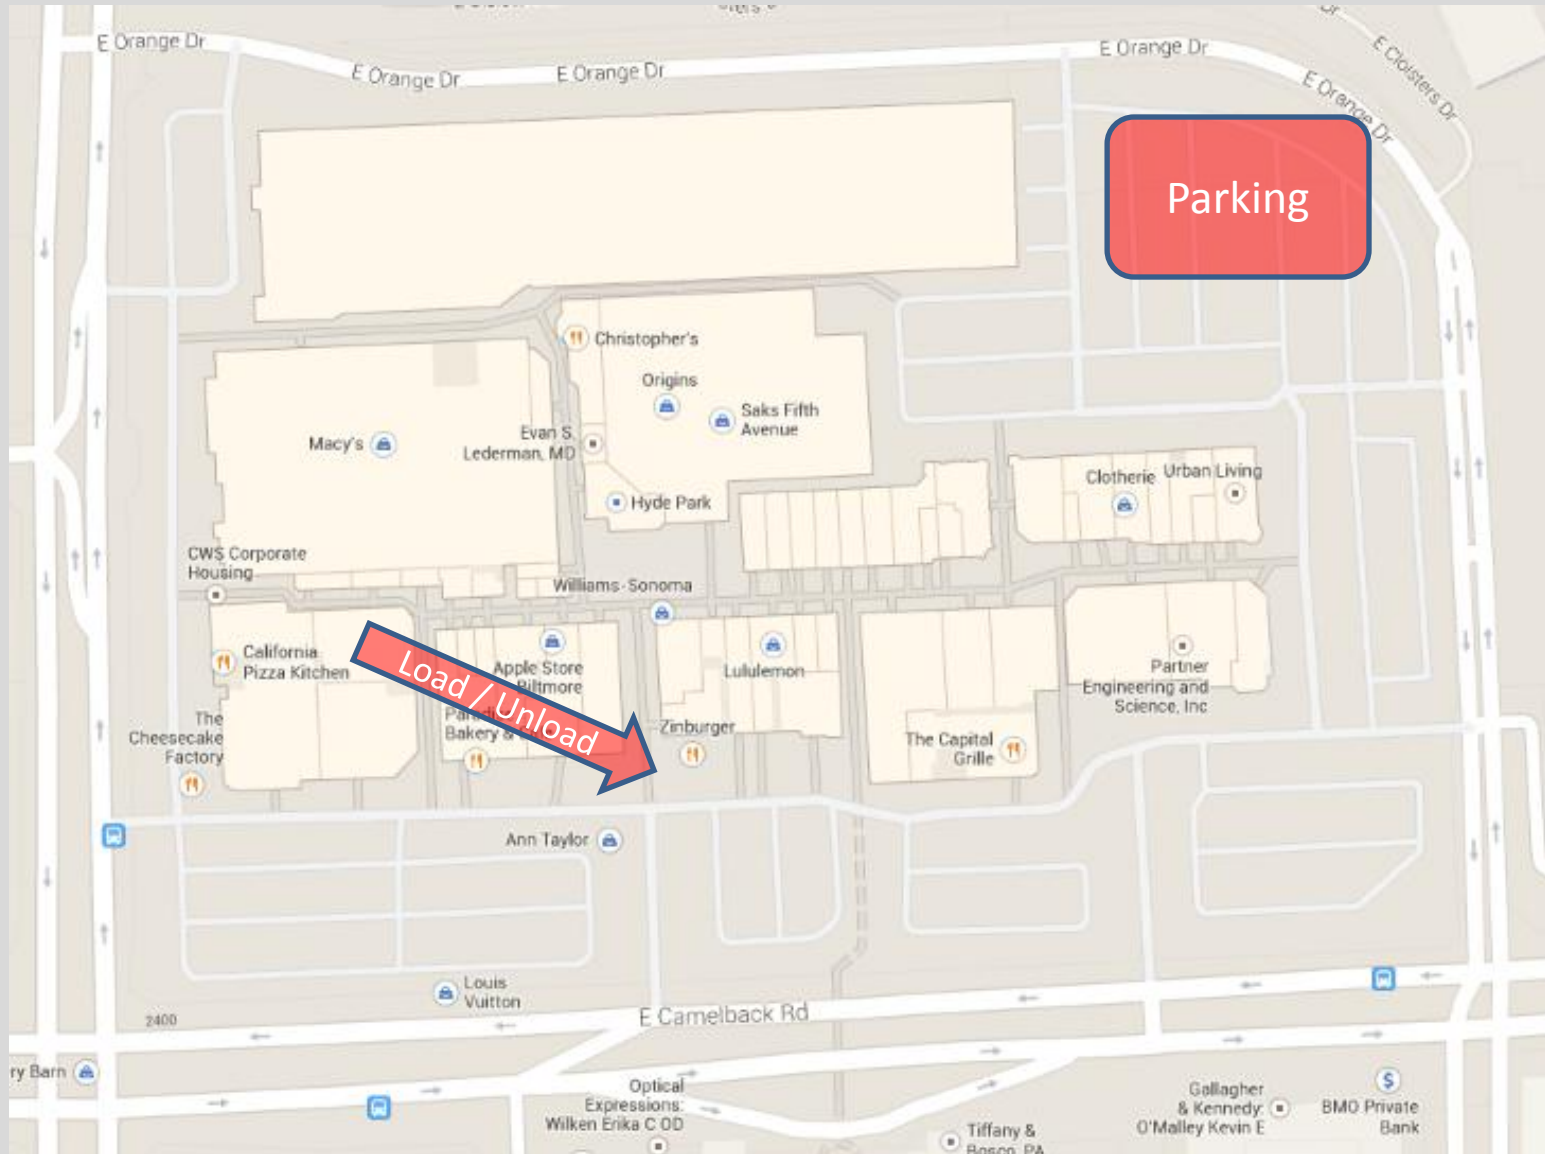 E Orange Dr
E Orange Dr
E Orange Dr
E Orange Dr
E Orange Dr
E Cloisters Dr
Dr
Parking
Christopher's
Origins
Saks Fifth
Avenue
Macy's
Evan S.
Lederman, MD
Hyde Park
Clotherie
Urban Living
CWS Corporate
Housing
Williams-Sonoma
California
Pizza Kitchen
Load / Unload
Apple Store
Biltmore
Lululemon
Partner
Engineering and
Science, Inc
The
Cheesecake
Factory
Bakery &
Zinburger
The Capital
Grille
Ann Taylor
Louis
Vuitton
2400
E Camelback Rd
ry Barn
Optical
Expressions:
Wilken Erika C OD
Gallagher
& Kennedy:
O'Malley Kevin E
BMO Private
Bank
Tiffany &
Bosco, PA